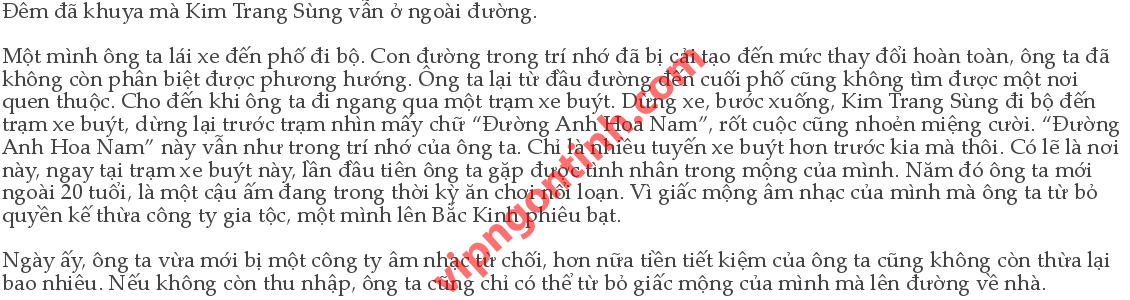 Đêm đã khuya mà Kim Trang Sùng vẫn ở ngoài đường.
Một mình ông ta lái xe đến phố đi bộ. Con đường trong trí nhớ đã bị cải tạo đến mức thay đổi hoàn toàn, ông ta đã
không còn phân biệt được phương hướng. Ông ta lại từ đầu đường đến cuối phố cũng không tìm được một nơi
quen thuộc. Cho đến khi ông ta đi ngang qua một trạm xe buýt. Dừng xe, bước xuống, Kim Trang Sùng đi bộ đến
trạm xe buýt, dừng lại trước trạm nhìn mấy chữ “Đường Anh Hoa Nam”, rốt cuộc cũng nhoẻn miệng cười. “Đường
Anh Hoa Nam” này vẫn như trong trí nhớ của ông ta. Chỉ là nhiều tuyến xe buýt hơn trước kia mà thôi. Có lẽ là nơi
này, ngay tại trạm xe buýt này, lần đầu tiên ông ta gặp được tình nhân trong mộng của mình. Năm đó ông ta mới
ngoài 20 tuổi, là một cậu ấm đang trong thời kỳ ăn chơi nổi loạn. Vì giấc mộng âm nhạc của mình mà ông ta từ bỏ
quyền kế thừa công ty gia tộc, một mình lên Bắc Kinh phiêu bạt.
Ngày ấy, ông ta vừa mới bị một công ty âm nhạc từ chối, hơn nữa tiền tiết kiệm của ông ta cũng không còn thừa lại
bao nhiêu. Nếu không còn thu nhập, ông ta cũng chỉ có thể từ bỏ giấc mộng của mình mà lên đường về nhà.
vipngontinh.com